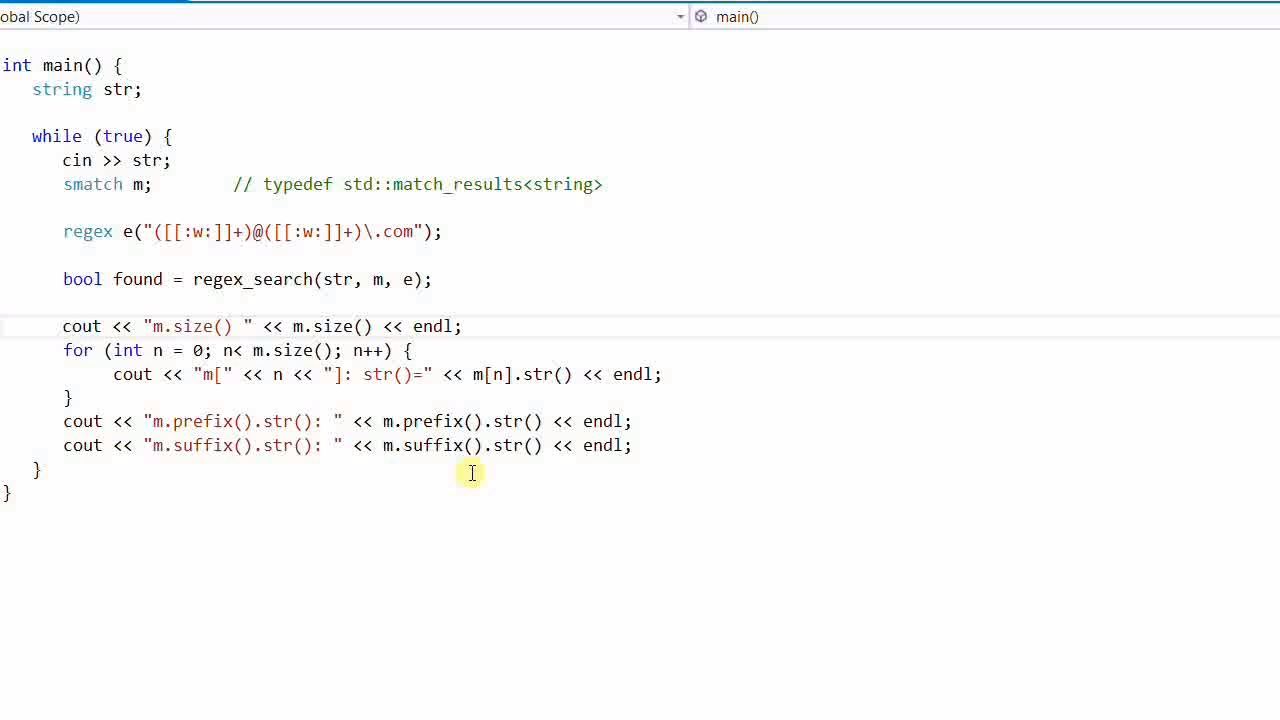 obal Scope)
main()
int main() {
string str;
while (true) {
cin >> str;
smatch m; // typedef std::match_results<string>
regex e("([[:w:]]+)@([[:w:]]+)\.com");
bool found = regex_search(str, m, e);
cout << "m.size() " << m.size() << endl;
for (int n = 0; n< m.size(); n++) {
cout << "m[" << n << "]: str()=" << m[n].str() << endl;
}
cout << "m.prefix().str(): " << m.prefix().str() << endl;
cout << "m.suffix().str(): " << m.suffix().str() << endl;
}
}